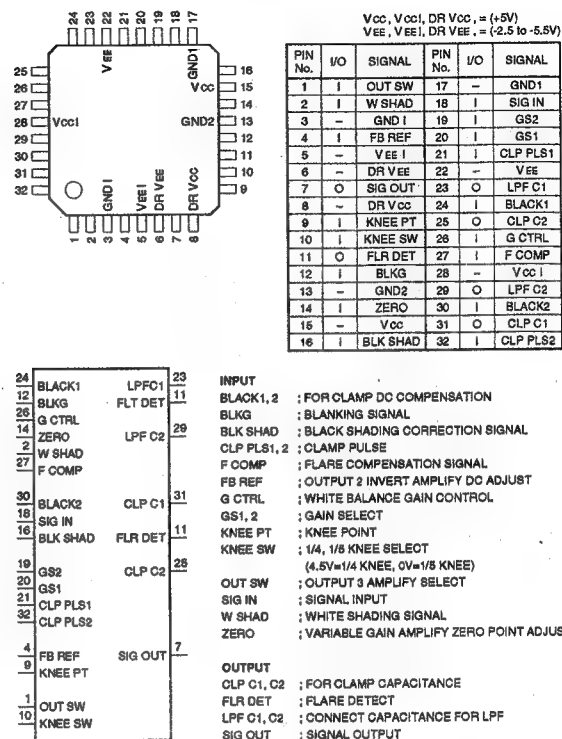 Vcc, VccI, DR Vcc, = (+5V)
VEE, VEEI, DR VEE, = (-2.5 to -5.5V)
24 23 22 21 20 19 18 17
VEE
GND1
25
26
27
28 VccI
29
30
31
32
Vcc
GND2
16
15
14
13
12
11
10
9
GND I
VEE I
DR VEE
DR Vcc
1 2 3 4 5 6 7 8
PIN No. I/O SIGNAL PIN No. I/O SIGNAL
1 I OUT SW 17 – GND1
2 I W SHAD 18 I SIG IN
3 – GND I 19 I GS2
4 I FB REF 20 I GS1
5 – VEE I 21 I CLP PLS1
6 – DR VEE 22 – VEE
7 O SIG OUT 23 O LPF C1
8 – DR Vcc 24 I BLACK1
9 I KNEE PT 25 O CLP C2
10 I KNEE SW 26 I G CTRL
11 O FLR DET 27 I F COMP
12 I BLKG 28 – Vcc I
13 – GND2 29 O LPF C2
14 I ZERO 30 I BLACK2
15 – Vcc 31 O CLP C1
16 I BLK SHAD 32 I CLP PLS2
24 BLACK1 LPFC1 23
12 BLKG FLT DET 11
26 G CTRL
14 ZERO LPF C2 29
2 W SHAD
27 F COMP
30 BLACK2 CLP C1 31
18 SIG IN
16 BLK SHAD FLR DET 11
19 GS2 CLP C2 25
20 GS1
21 CLP PLS1
32 CLP PLS2
4 FB REF SIG OUT 7
9 KNEE PT
1 OUT SW
10 KNEE SW
INPUT
BLACK1, 2 ; FOR CLAMP DC COMPENSATION
BLKG ; BLANKING SIGNAL
BLK SHAD ; BLACK SHADING CORRECTION SIGNAL
CLP PLS1, 2 ; CLAMP PULSE
F COMP ; FLARE COMPENSATION SIGNAL
FB REF ; OUTPUT 2 INVERT AMPLIFY DC ADJUST
G CTRL ; WHITE BALANCE GAIN CONTROL
GS1, 2 ; GAIN SELECT
KNEE PT ; KNEE POINT
KNEE SW ; 1/4, 1/5 KNEE SELECT
(4.5V=1/4 KNEE, 0V=1/5 KNEE)
OUT SW ; OUTPUT 3 AMPLIFY SELECT
SIG IN ; SIGNAL INPUT
W SHAD ; WHITE SHADING SIGNAL
ZERO ; VARIABLE GAIN AMPLIFY ZERO POINT ADJUS
OUTPUT
CLP C1, C2 ; FOR CLAMP CAPACITANCE
FLR DET ; FLARE DETECT
LPF C1, C2 ; CONNECT CAPACITANCE FOR LPF
SIG OUT ; SIGNAL OUTPUT